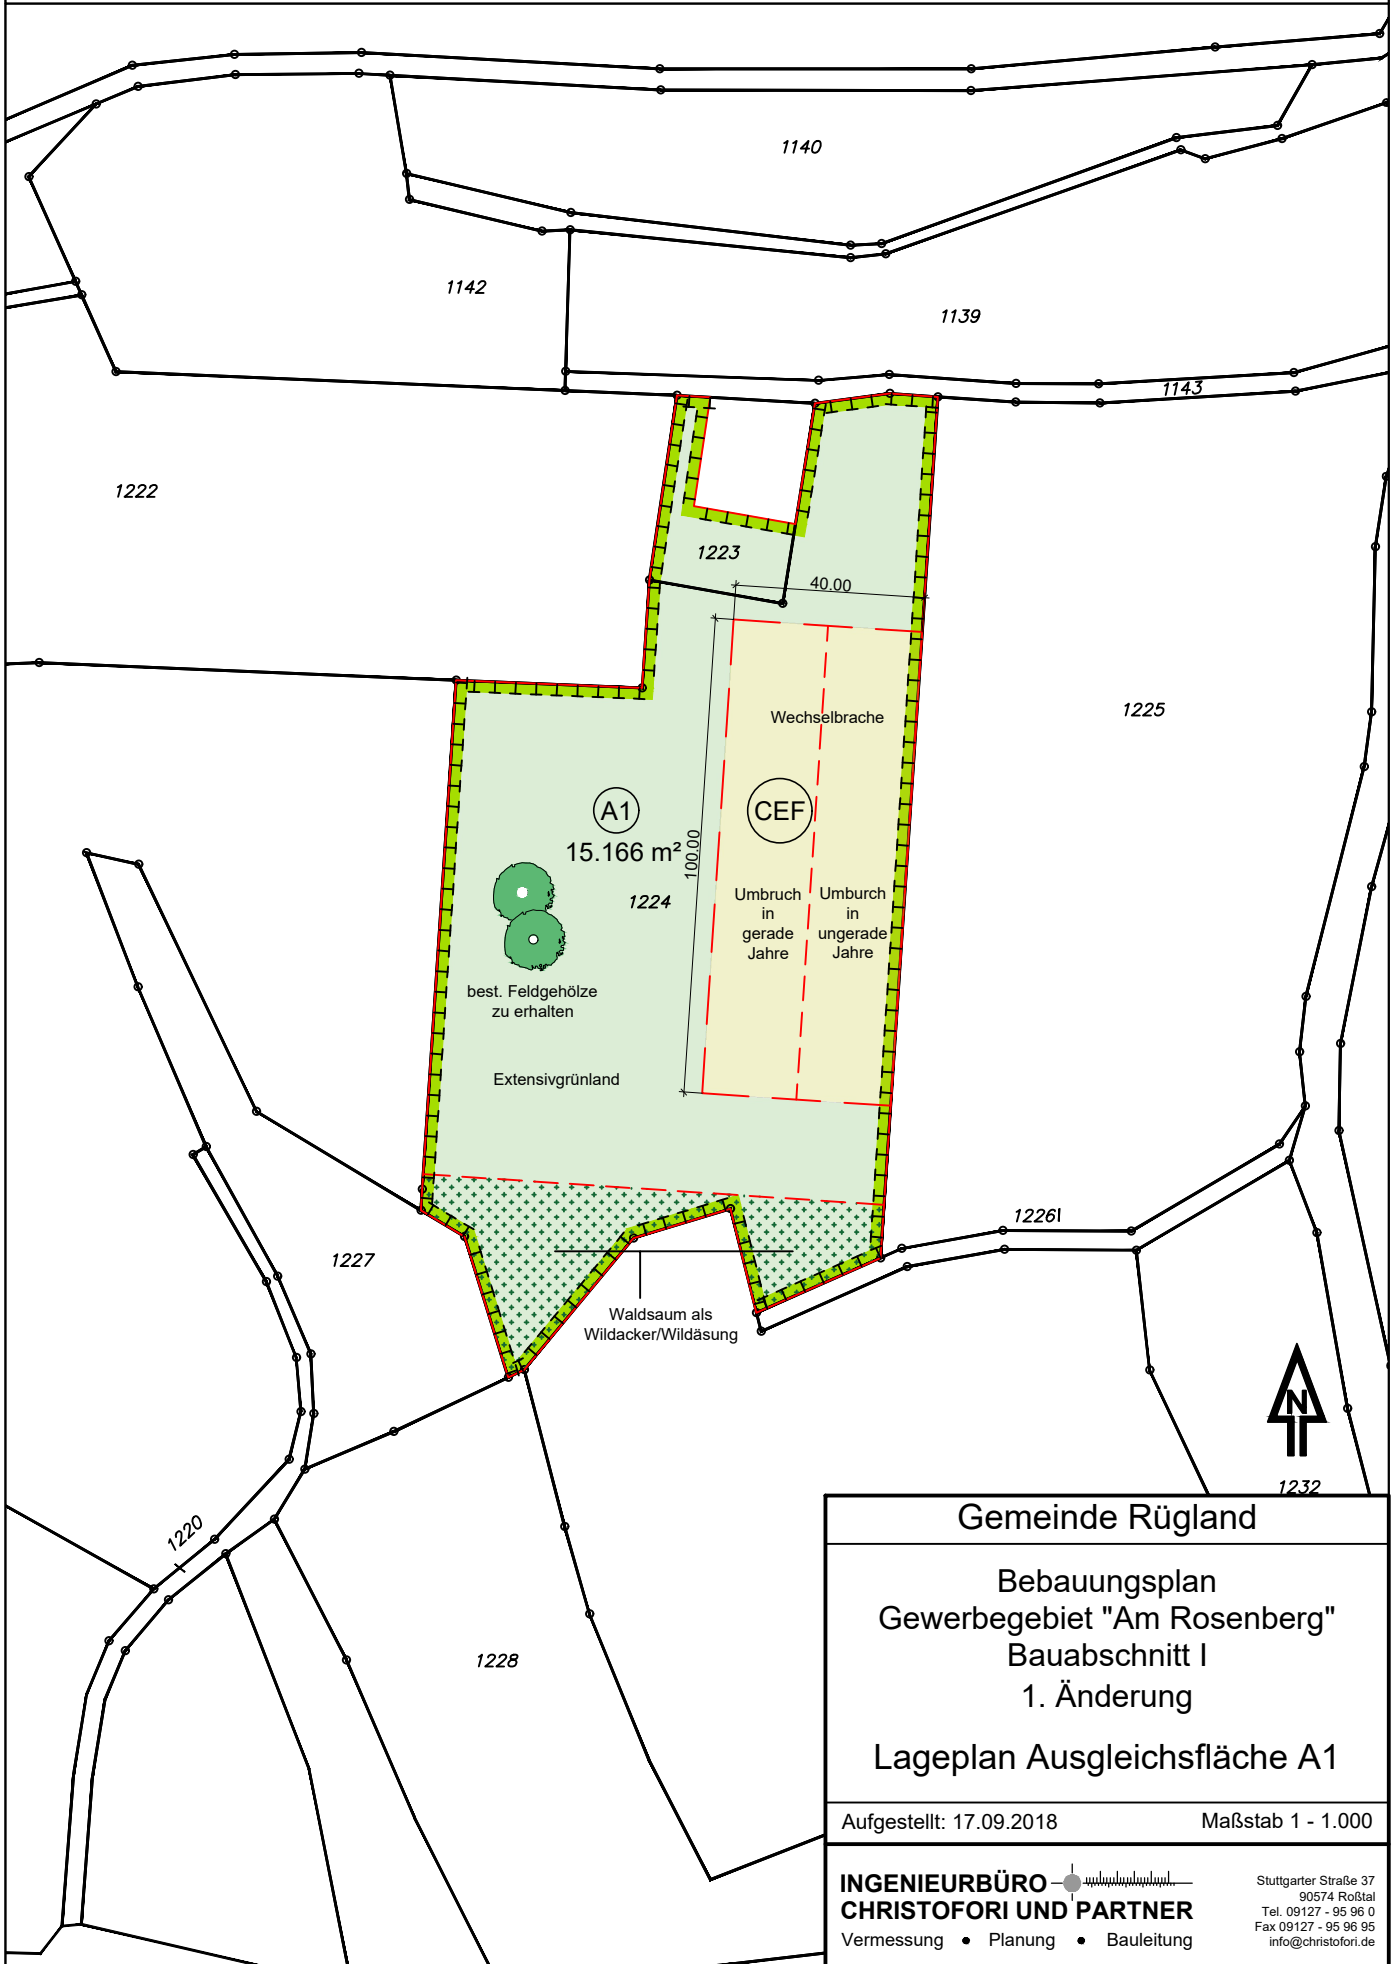 1140
1142
1139
1143
1222
1223
40.00
1225
Wechselbrache
A1
CEF
15.166 m²
100.00
1224
Umbruch
in
gerade
Jahre
Umburch
in
ungerade
Jahre
best. Feldgehölze
zu erhalten
Extensivgrünland
1226I
1227
Waldsaum als
Wildacker/Wildäsung
N
1232
1220
1228
Gemeinde Rügland
Bebauungsplan
Gewerbegebiet "Am Rosenberg"
Bauabschnitt I
1. Änderung
Lageplan Ausgleichsfläche A1
Aufgestellt: 17.09.2018
Maßstab 1 - 1.000
INGENIEURBÜRO
CHRISTOFORI UND PARTNER
Vermessung • Planung • Bauleitung
Stuttgarter Straße 37
90574 Roßtal
Tel. 09127 - 95 96 0
Fax 09127 - 95 96 95
info@christofori.de